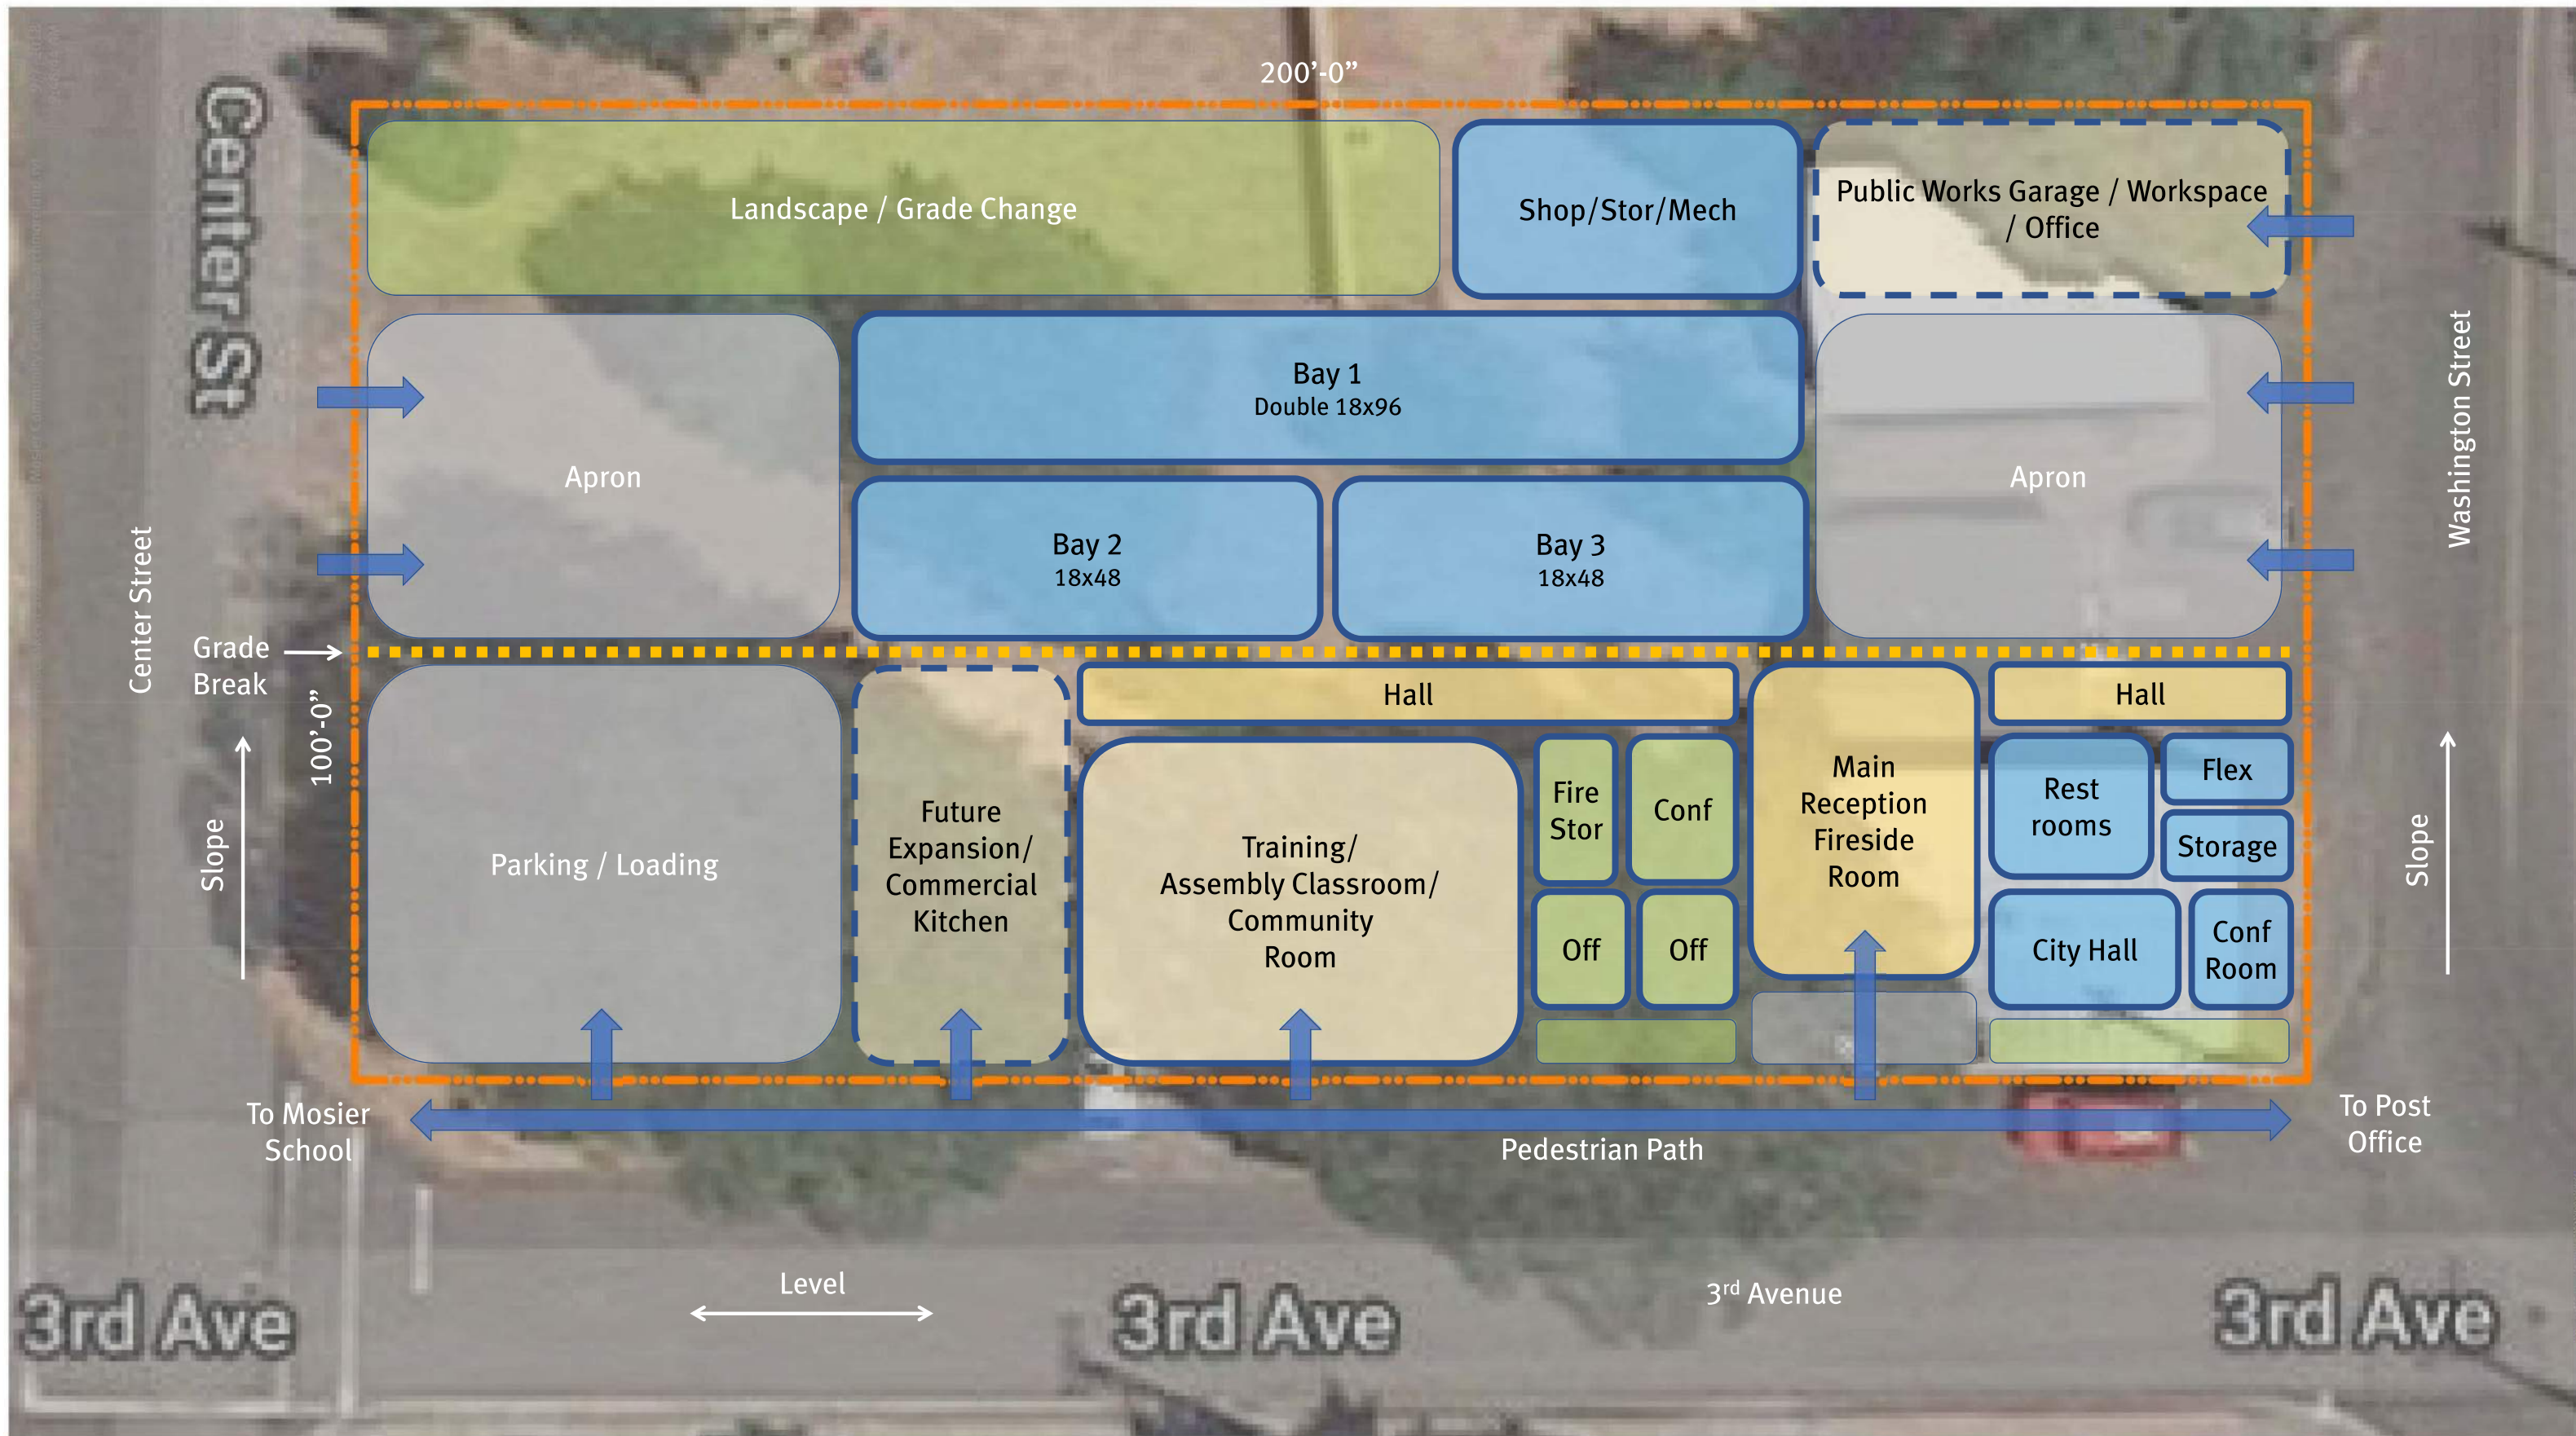 200’-0”
Center St
Landscape / Grade Change
Shop/Stor/Mech
Public Works Garage / Workspace
/ Office
Bay 1
Double 18x96
Apron
Apron
Bay 2
18x48
Bay 3
18x48
Center Street
Washington Street
Grade
Break
100’-0”
Slope
Slope
Hall
Hall
Parking / Loading
Future
Expansion/
Commercial
Kitchen
Training/
Assembly Classroom/
Community
Room
Fire
Stor
Conf
Off
Off
Main
Reception
Fireside
Room
Rest
rooms
Flex
Storage
City Hall
Conf
Room
To Mosier
School
Pedestrian Path
To Post
Office
Level
3rd Avenue
3rd Ave
3rd Ave
3rd Ave